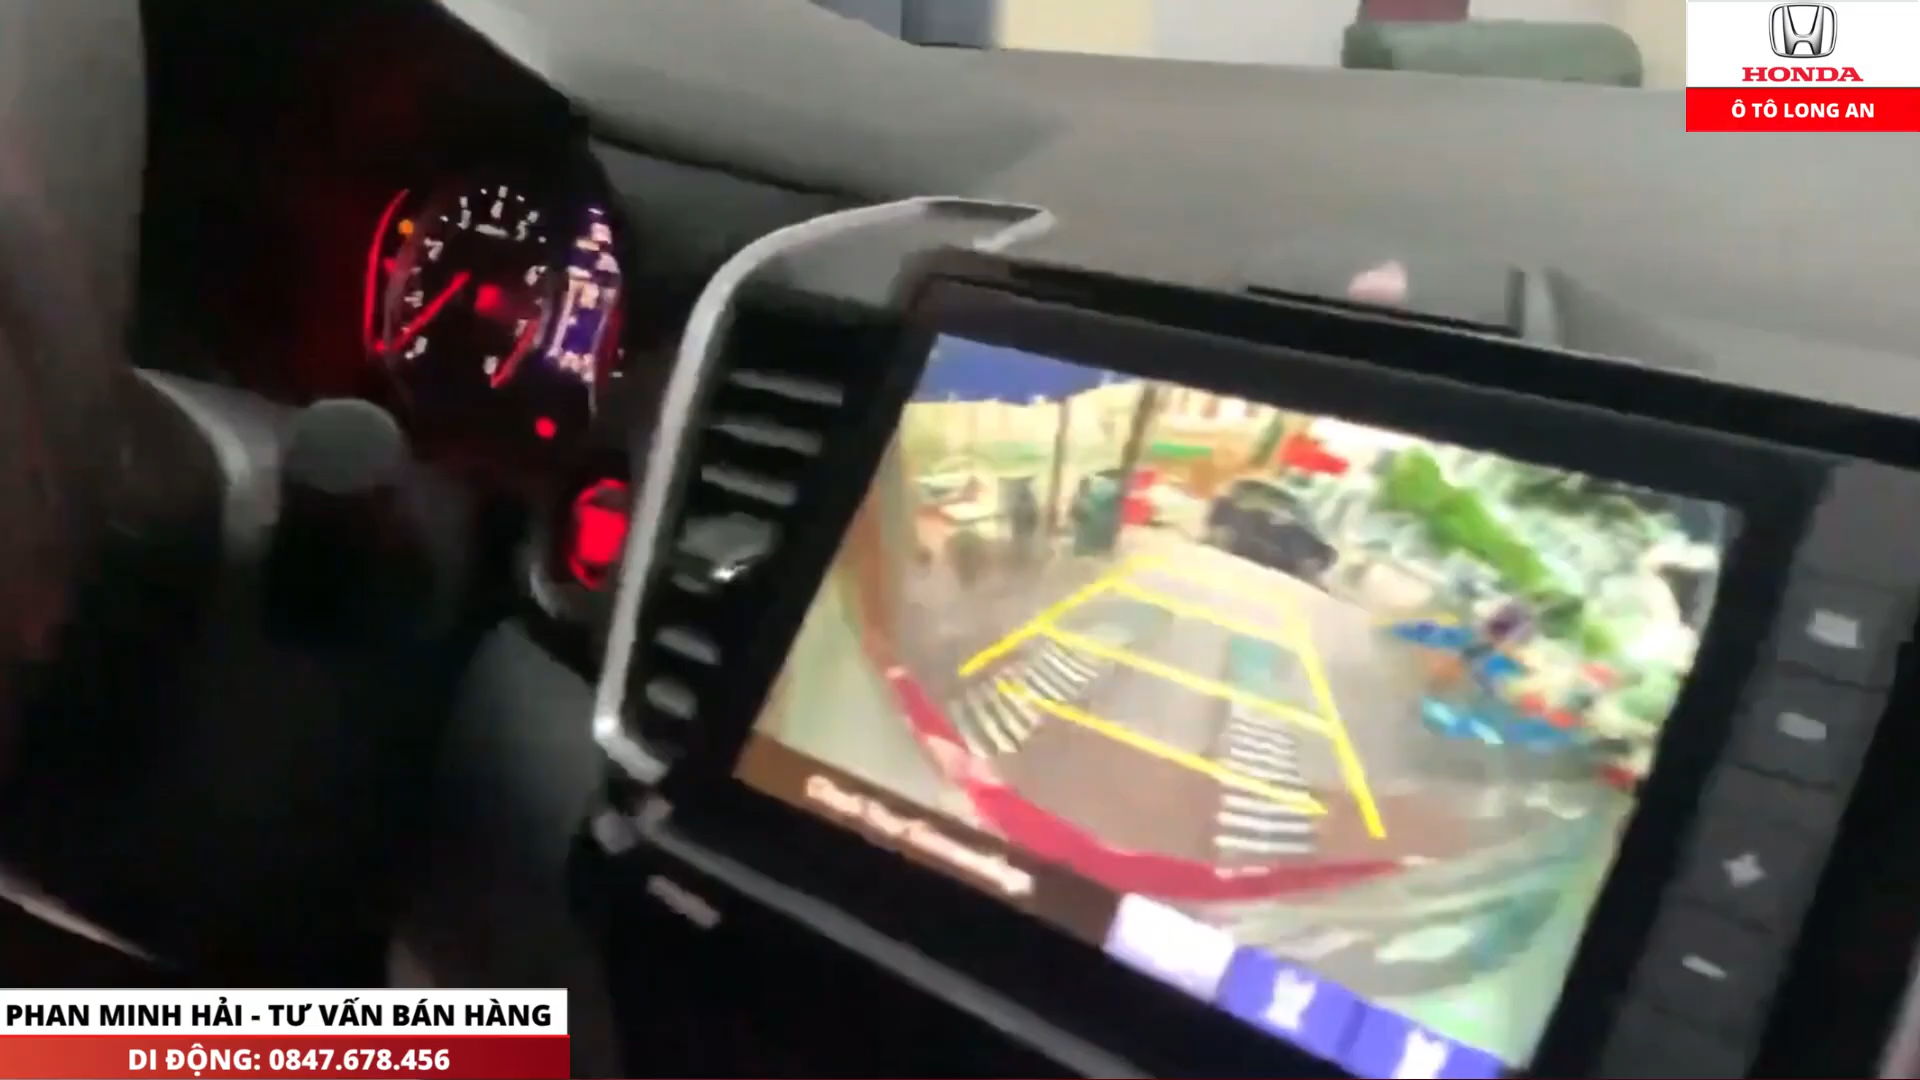 HONDA
Ô TÔ LONG AN
PHAN MINH HẢI - TƯ VẤN BÁN HÀNG
DI ĐỘNG: 0847.678.456